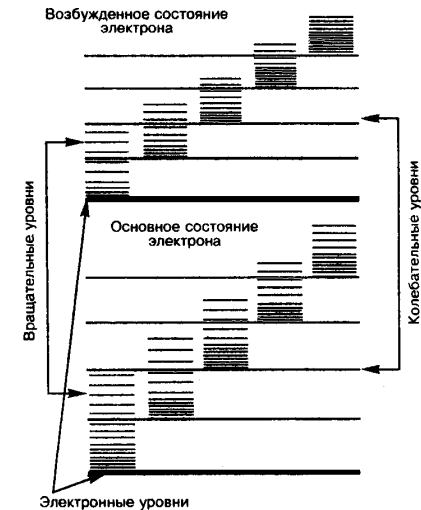 Возбужденное состояние
электрона
Вращательные уровни
Колебательные уровни
Основное состояние
электрона
Электронные уровни